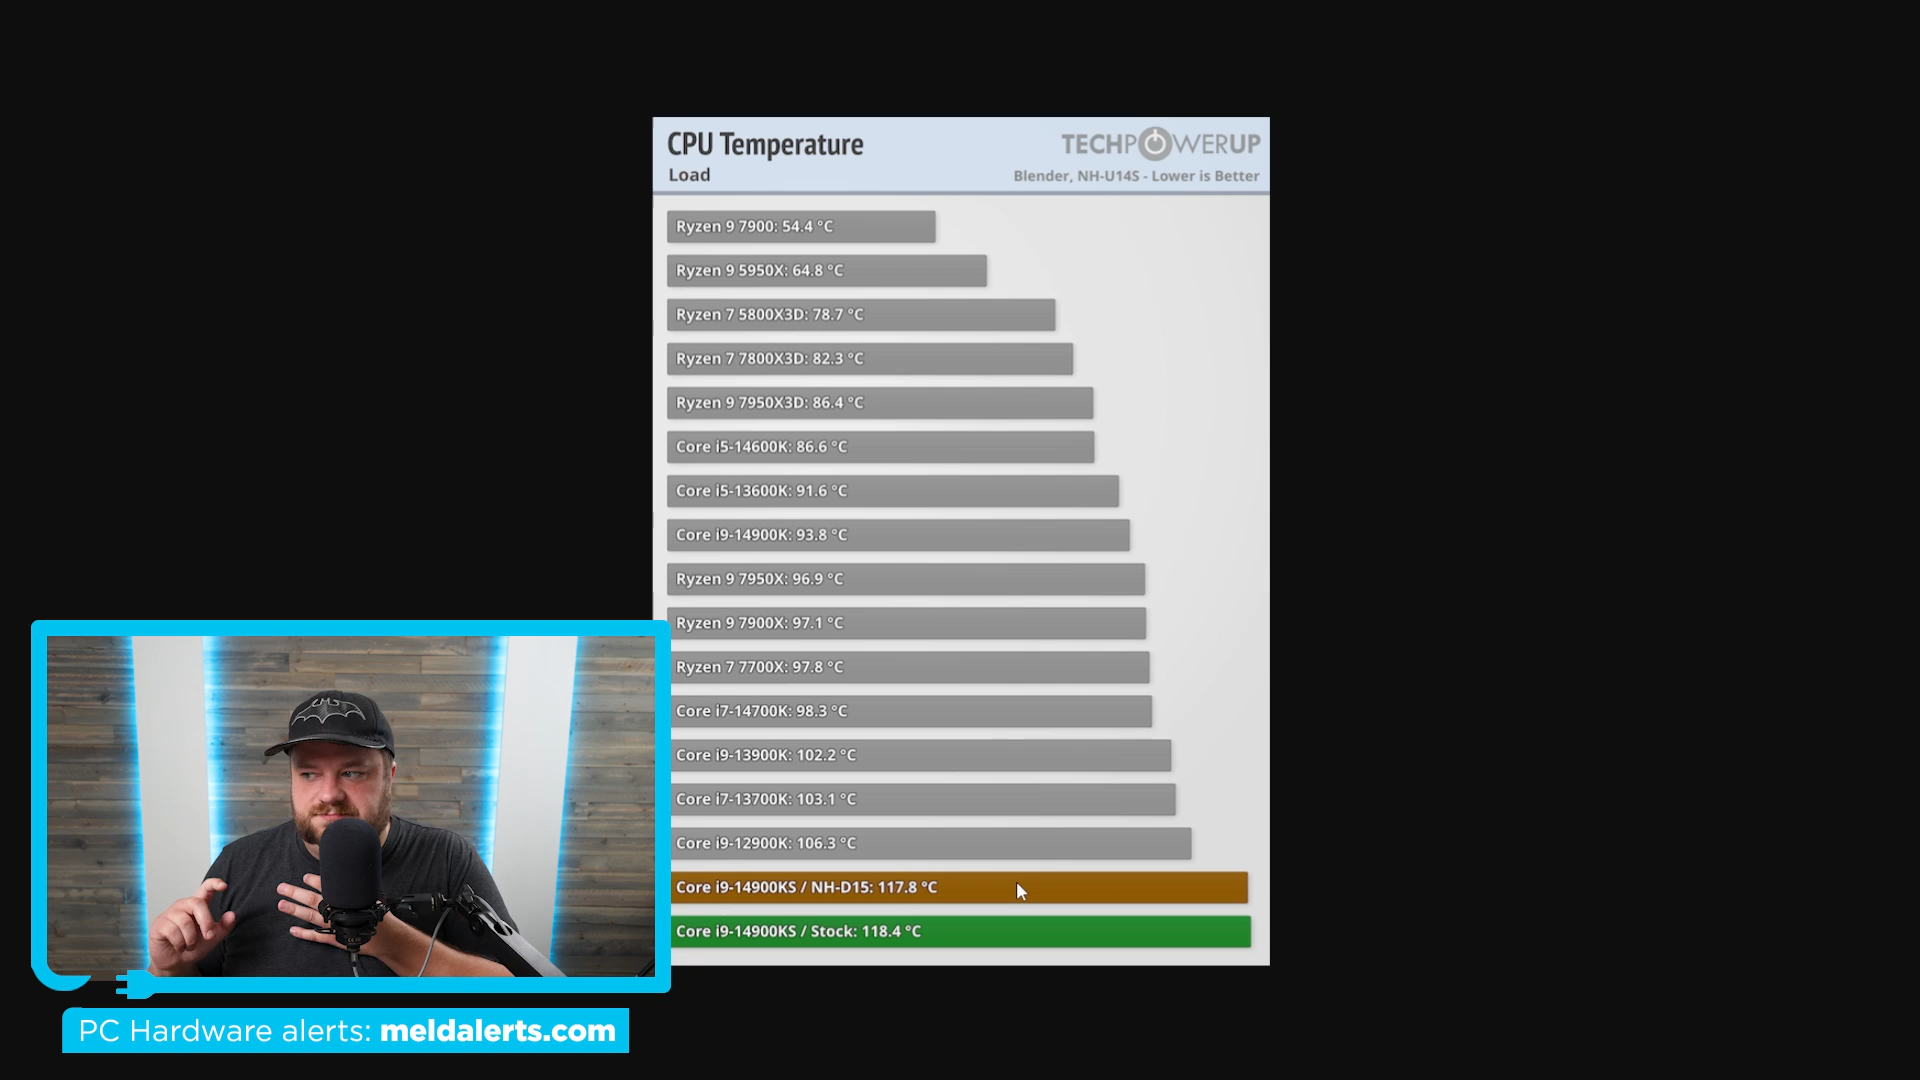 CPU Temperature
TECHPOWERUP
Load
Blender, NH-U14S - Lower is Better
Ryzen 9 7900: 54.4 °C
Ryzen 9 5950X: 64.8 °C
Ryzen 7 5800X3D: 78.7 °C
Ryzen 7 7800X3D: 82.3 °C
Ryzen 9 7950X3D: 86.4 °C
Core i5-14600K: 86.6 °C
Core i5-13600K: 91.6 °C
Core i9-14900K: 93.8 °C
Ryzen 9 7950X: 96.9 °C
Ryzen 9 7900X: 97.1 °C
Ryzen 7 7700X: 97.8 °C
Core i7-14700K: 98.3 °C
Core i9-13900K: 102.2 °C
Core i7-13700K: 103.1 °C
Core i9-12900K: 106.3 °C
Core i9-14900KS / NH-D15: 117.8 °C
Core i9-14900KS / Stock: 118.4 °C
CMS
PC Hardware alerts: meldalerts.com